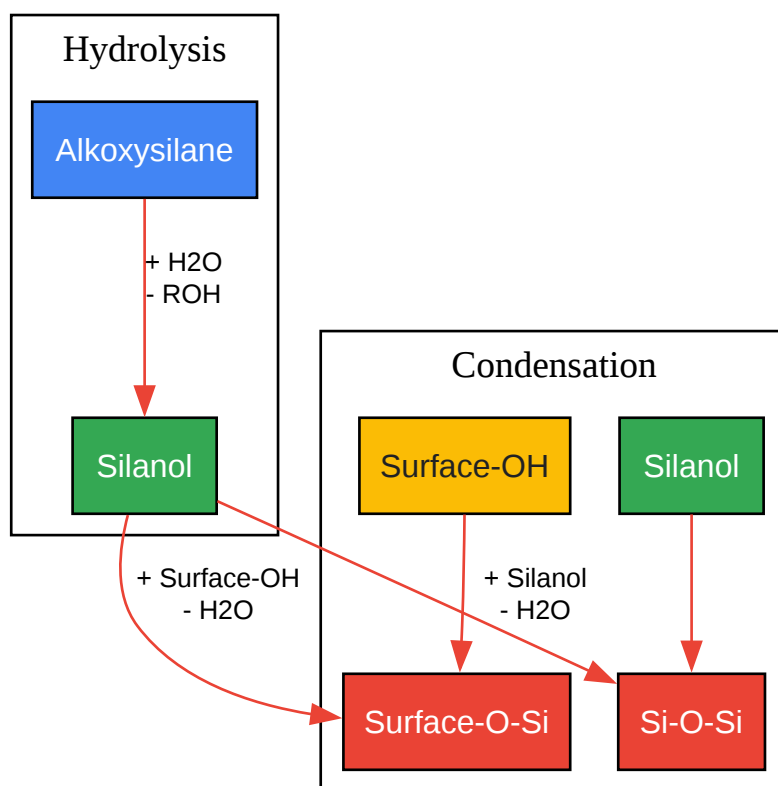 Hydrolysis
Alkoxysilane
+ H2O
- ROH
Silanol
Condensation
Surface-OH
Silanol
+ Surface-OH
- H2O
+ Silanol
- H2O
Surface-O-Si
Si-O-Si